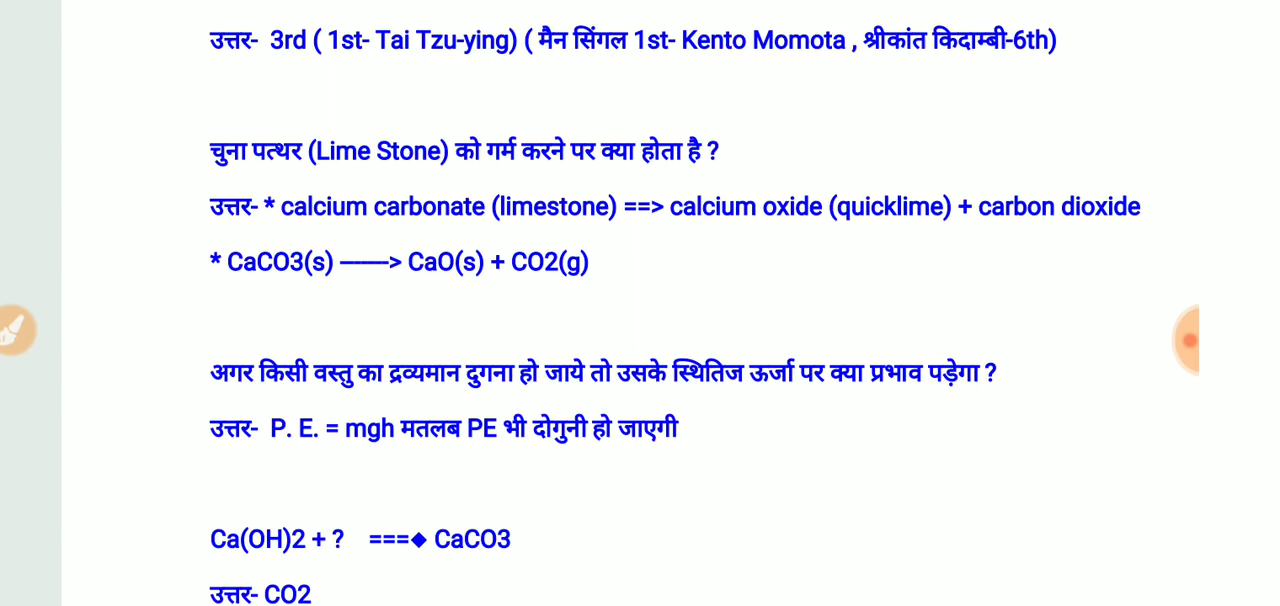 उत्तर- 3rd ( 1st- Tai Tzu-ying) ( मैन सिंगल 1st- Kento Momota , श्रीकांत किदाम्बी-6th)
चुना पत्थर (Lime Stone) को गर्म करने पर क्या होता है ?
उत्तर- * calcium carbonate (limestone) ==> calcium oxide (quicklime) + carbon dioxide
* CaCO3(s) ———> CaO(s) + CO2(g)
अगर किसी वस्तु का द्रव्यमान दुगना हो जाये तो उसके स्थितिज ऊर्जा पर क्या प्रभाव पड़ेगा ?
उत्तर- P. E. = mgh मतलब PE भी दोगुनी हो जाएगी
Ca(OH)2 + ? ===◆ CaCO3
उत्तर- CO2